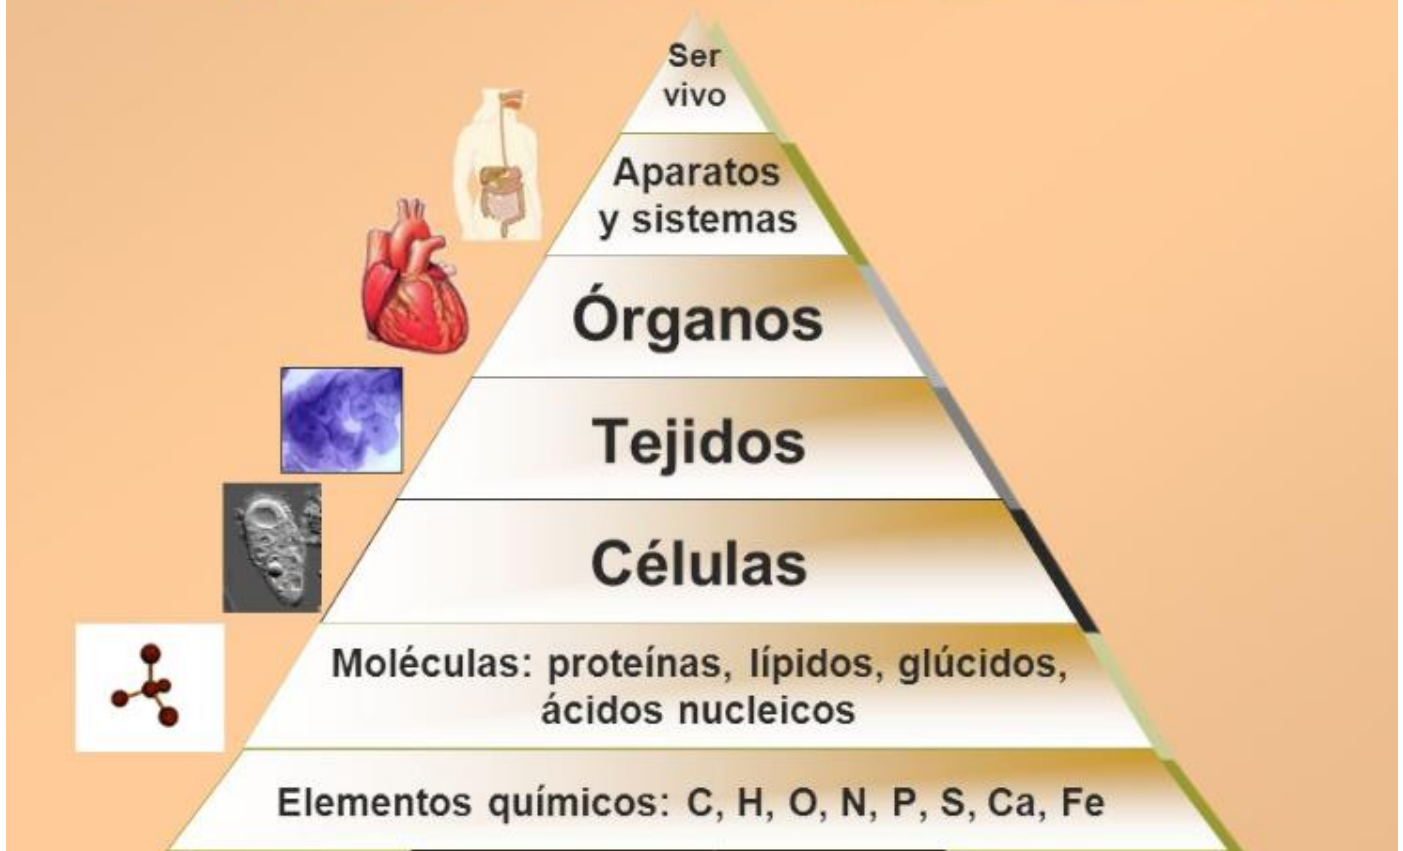 Ser
vivo
Aparatos
y sistemas
Órganos
Tejidos
Células
Moléculas: proteínas, lípidos, glúcidos,
ácidos nucleicos
Elementos químicos: C, H, O, N, P, S, Ca, Fe